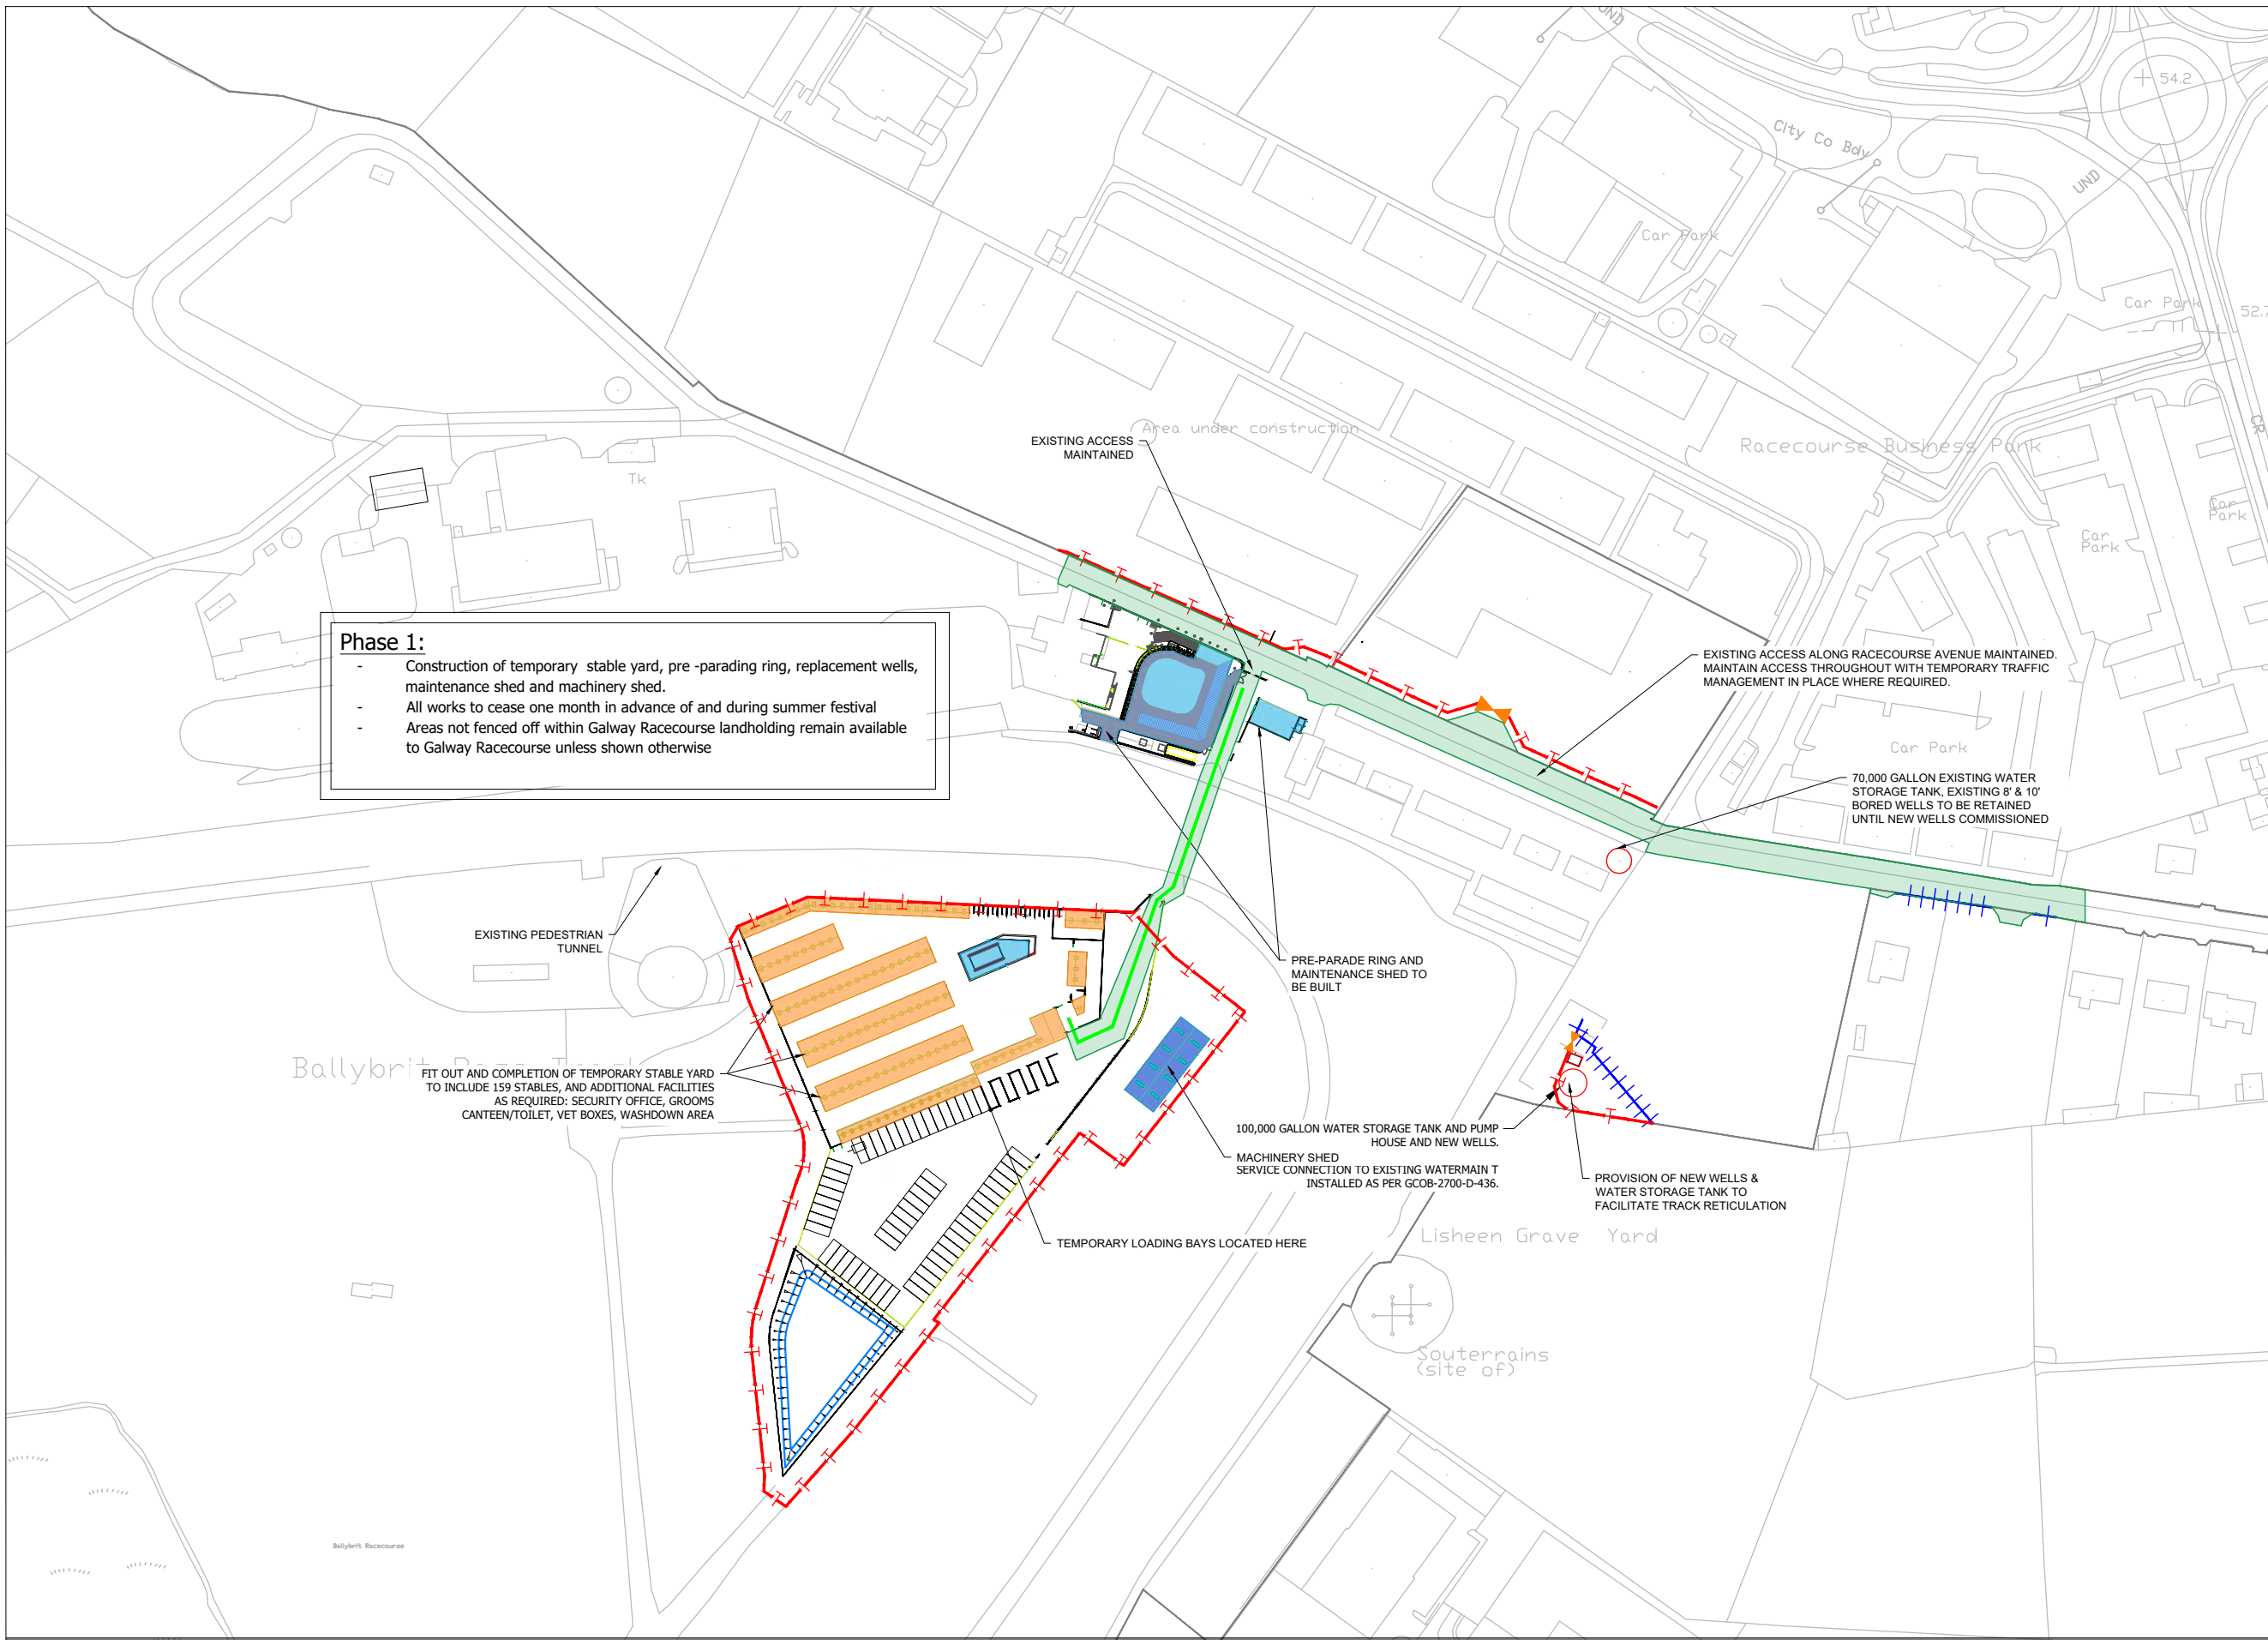 UND
54.2
City Co Bdy
UND
Car Park
Car Park
52.7
CR
Area under construction
EXISTING ACCESS
MAINTAINED
Racecourse Business Park
Tk
Car
Park
Car
Park
Phase 1:
- Construction of temporary stable yard, pre -parading ring, replacement wells,
maintenance shed and machinery shed.
- All works to cease one month in advance of and during summer festival
- Areas not fenced off within Galway Racecourse landholding remain available
to Galway Racecourse unless shown otherwise
EXISTING ACCESS ALONG RACECOURSE AVENUE MAINTAINED.
MAINTAIN ACCESS THROUGHOUT WITH TEMPORARY TRAFFIC
MANAGEMENT IN PLACE WHERE REQUIRED.
Car Park
70,000 GALLON EXISTING WATER
STORAGE TANK, EXISTING 8' & 10'
BORED WELLS TO BE RETAINED
UNTIL NEW WELLS COMMISSIONED
EXISTING PEDESTRIAN
TUNNEL
PRE-PARADE RING AND
MAINTENANCE SHED TO
BE BUILT
Ballybrit
FIT OUT AND COMPLETION OF TEMPORARY STABLE YARD
TO INCLUDE 159 STABLES, AND ADDITIONAL FACILITIES
AS REQUIRED: SECURITY OFFICE, GROOMS
CANTEEN/TOILET, VET BOXES, WASHDOWN AREA
100,000 GALLON WATER STORAGE TANK AND PUMP
HOUSE AND NEW WELLS.
MACHINERY SHED
SERVICE CONNECTION TO EXISTING WATERMAIN T
INSTALLED AS PER GCOB-2700-D-436.
PROVISION OF NEW WELLS &
WATER STORAGE TANK TO
FACILITATE TRACK RETICULATION
TEMPORARY LOADING BAYS LOCATED HERE
Lisheen Grave Yard
Souterrains
(site of)
Ballybrit Racecourse